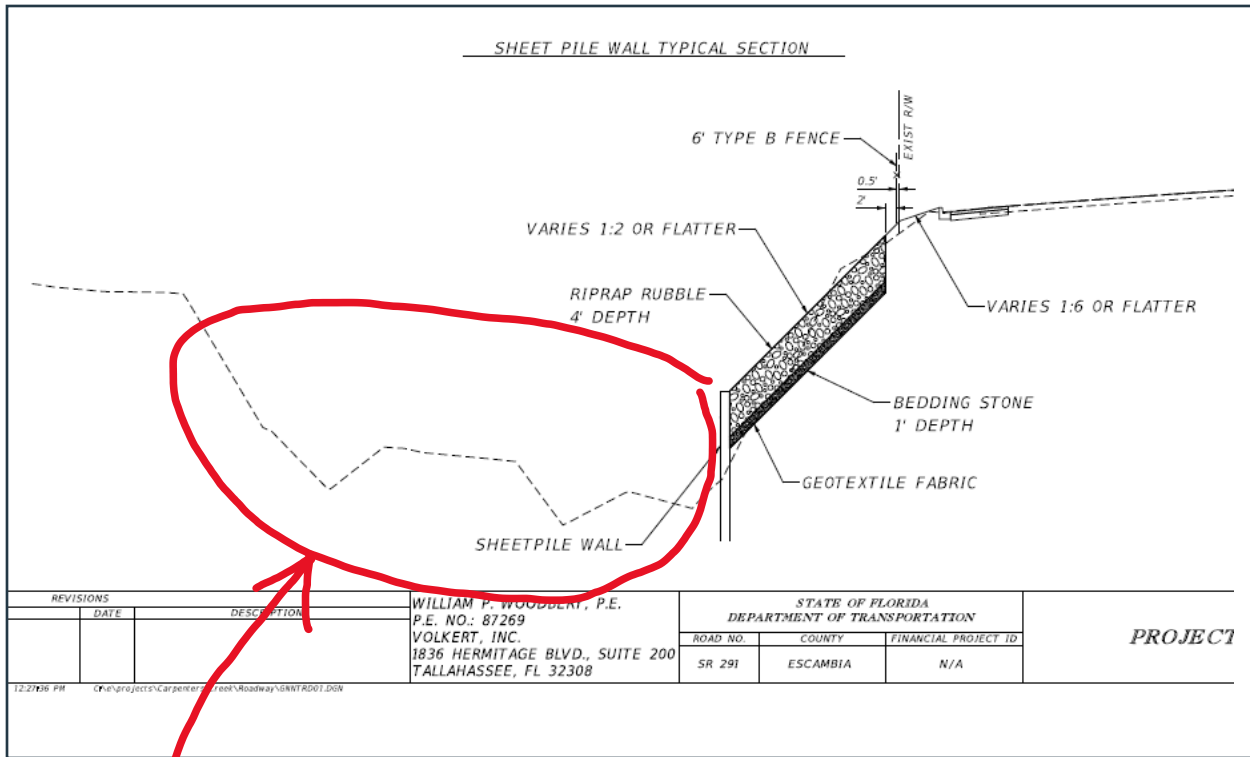 SHEET PILE WALL TYPICAL SECTION
EXIST R/W
6' TYPE B FENCE
0.5'
2'
VARIES 1:2 OR FLATTER
RIPRAP RUBBLE
4' DEPTH
VARIES 1:6 OR FLATTER
BEDDING STONE
1' DEPTH
GEOTEXTILE FABRIC
SHEETPILE WALL
REVISIONS
DATE
DESCRIPTION
WILLIAM P. WOODBERY, P.E.
P.E. NO.: 87269
VOLKERT, INC.
1836 HERMITAGE BLVD., SUITE 200
TALLAHASSEE, FL 32308
STATE OF FLORIDA
DEPARTMENT OF TRANSPORTATION
ROAD NO.
COUNTY
FINANCIAL PROJECT ID
SR 291
ESCAMBIA
N/A
PROJECT
PM